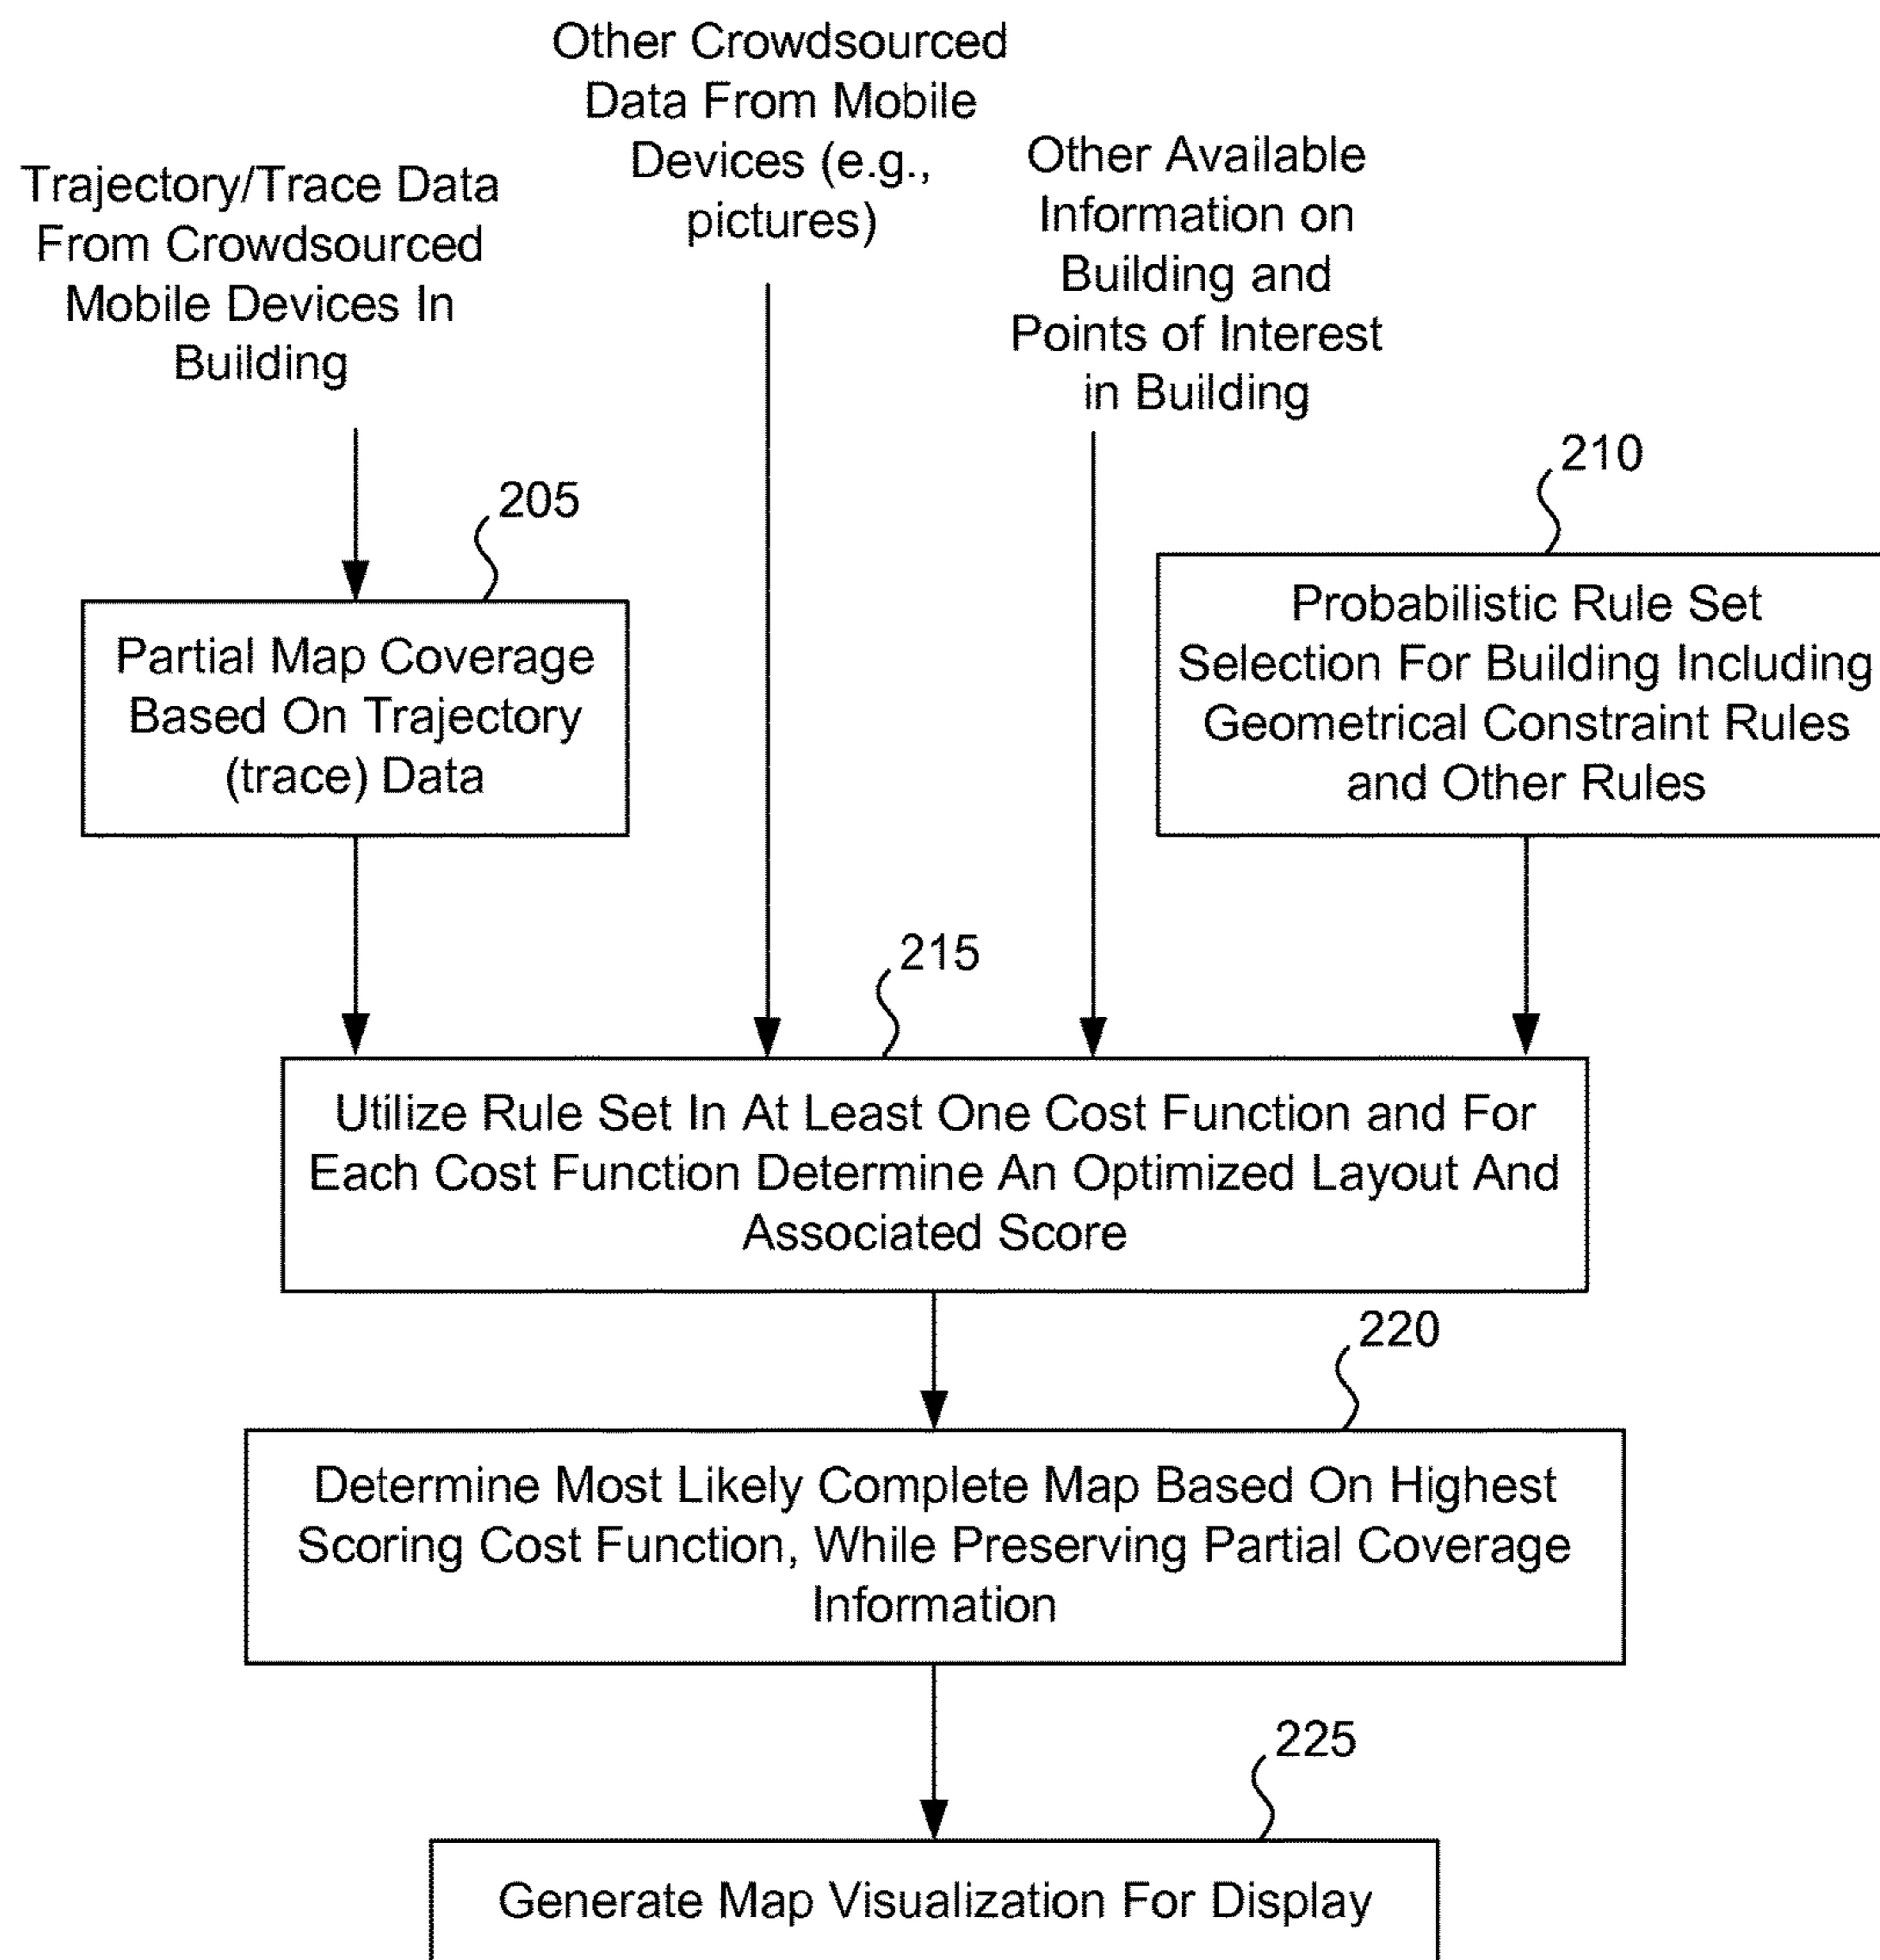 Other Crowdsourced
Data From Mobile
Devices (e.g.,
pictures)
Trajectory/Trace Data
From Crowdsourced
Mobile Devices In
Building
Other Available
Information on
Building and
Points of Interest
in Building
205
210
Partial Map Coverage
Based On Trajectory
(trace) Data
Probabilistic Rule Set
Selection For Building Including
Geometrical Constraint Rules
and Other Rules
215
Utilize Rule Set In At Least One Cost Function and For
Each Cost Function Determine An Optimized Layout And
Associated Score
220
Determine Most Likely Complete Map Based On Highest
Scoring Cost Function, While Preserving Partial Coverage
Information
225
Generate Map Visualization For Display